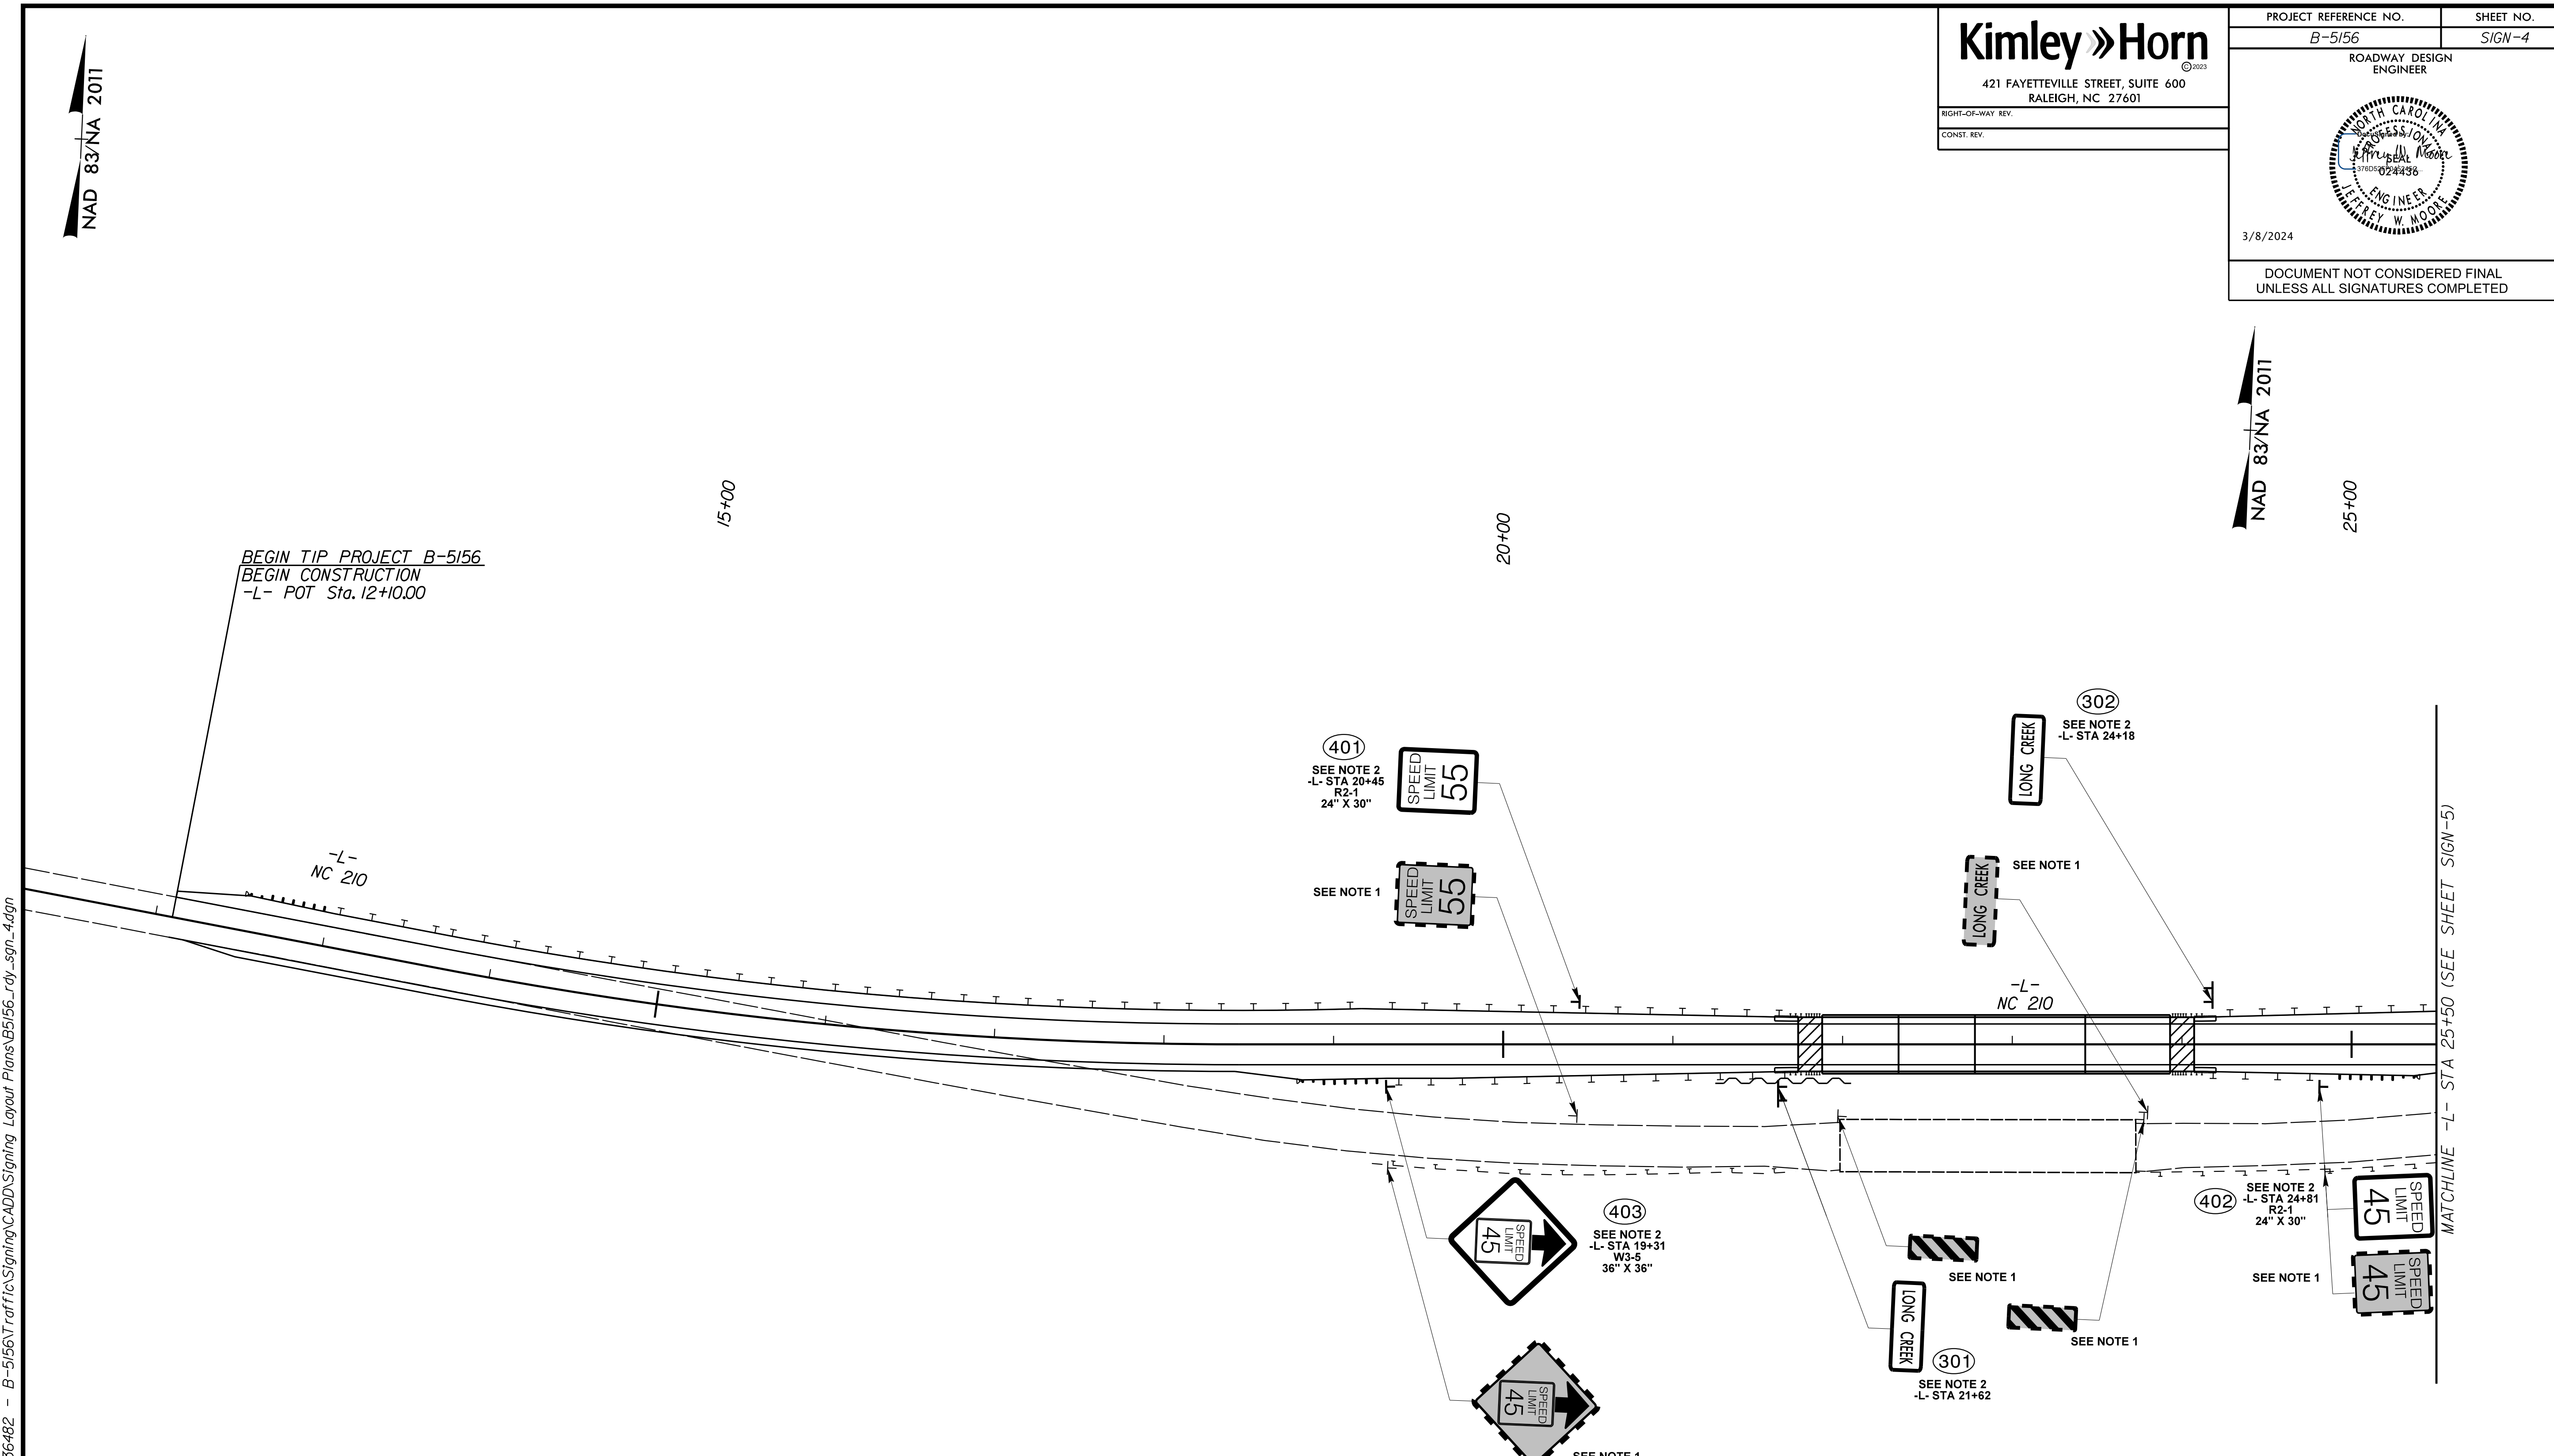 Kimley»Horn
© 2023
421 FAYETTEVILLE STREET, SUITE 600
RALEIGH, NC 27601
RIGHT-OF-WAY REV.
CONST. REV.
PROJECT REFERENCE NO.
SHEET NO.
B-5156
SIGN-4
ROADWAY DESIGN
ENGINEER
NORTH CAROLINA
PROFESSIONAL
DocuSigned by:
Jeffrey W. Moore
SEAL
024436
ENGINEER
JEFFREY W. MOORE
3/8/2024
DOCUMENT NOT CONSIDERED FINAL
UNLESS ALL SIGNATURES COMPLETED
NAD 83/NA 2011
NAD 83/NA 2011
15+00
20+00
25+00
BEGIN TIP PROJECT B-5156
BEGIN CONSTRUCTION
-L- POT Sta. 12+10.00
-L-
NC 210
401
SEE NOTE 2
-L- STA 20+45
R2-1
24" X 30"
SPEED
LIMIT
55
SEE NOTE 1
SPEED
LIMIT
55
302
SEE NOTE 2
-L- STA 24+18
LONG CREEK
SEE NOTE 1
LONG CREEK
-L-
NC 210
MATCHLINE -L- STA 25+50 (SEE SHEET SIGN-5)
403
SEE NOTE 2
-L- STA 19+31
W3-5
36" X 36"
SPEED
LIMIT
45
SPEED
LIMIT
45
SEE NOTE 1
SEE NOTE 1
SEE NOTE 1
LONG CREEK
301
SEE NOTE 2
-L- STA 21+62
402
SEE NOTE 2
-L- STA 24+81
R2-1
24" X 30"
SPEED
LIMIT
45
SEE NOTE 1
SPEED
LIMIT
45
36482 - B-5156\Traffic\Signing\CADD\Signing Layout Plans\B5156_rdy_sgn_4.dgn